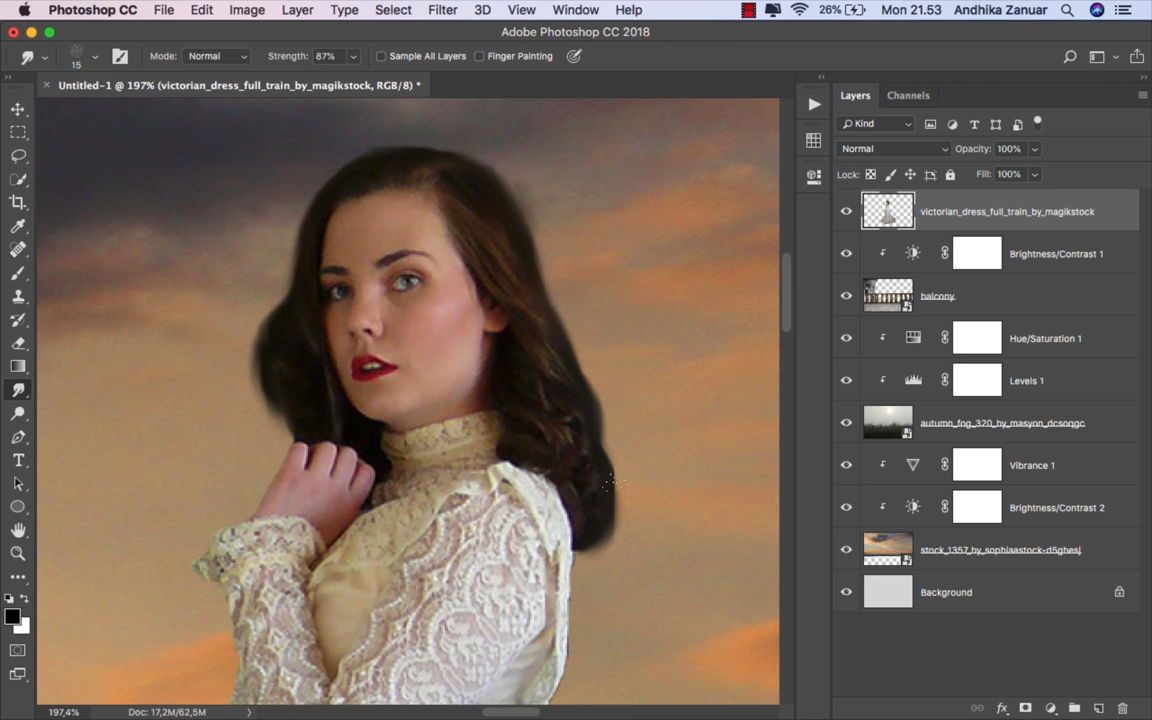 Photoshop CC File Edit Image Layer Type Select Filter 3D View Window Help 26% Mon 21.53 Andhika Zanuar
Adobe Photoshop CC 2018
15 Mode: Normal Strength: 87% Sample All Layers Finger Painting
Untitled-1 @ 197% (victorian_dress_full_train_by_magikstock, RGB/8) *
Layers Channels
Kind
Normal Opacity: 100%
Lock: Fill: 100%
victorian_dress_full_train_by_magikstock
Brightness/Contrast 1
balcony
Hue/Saturation 1
Levels 1
autumn_fog_320_by_masyon_dcsoqgc
Vibrance 1
Brightness/Contrast 2
stock_1357_by_sophiaastock-d5ghesj
Background
197,4% Doc: 17,2M/62,5M